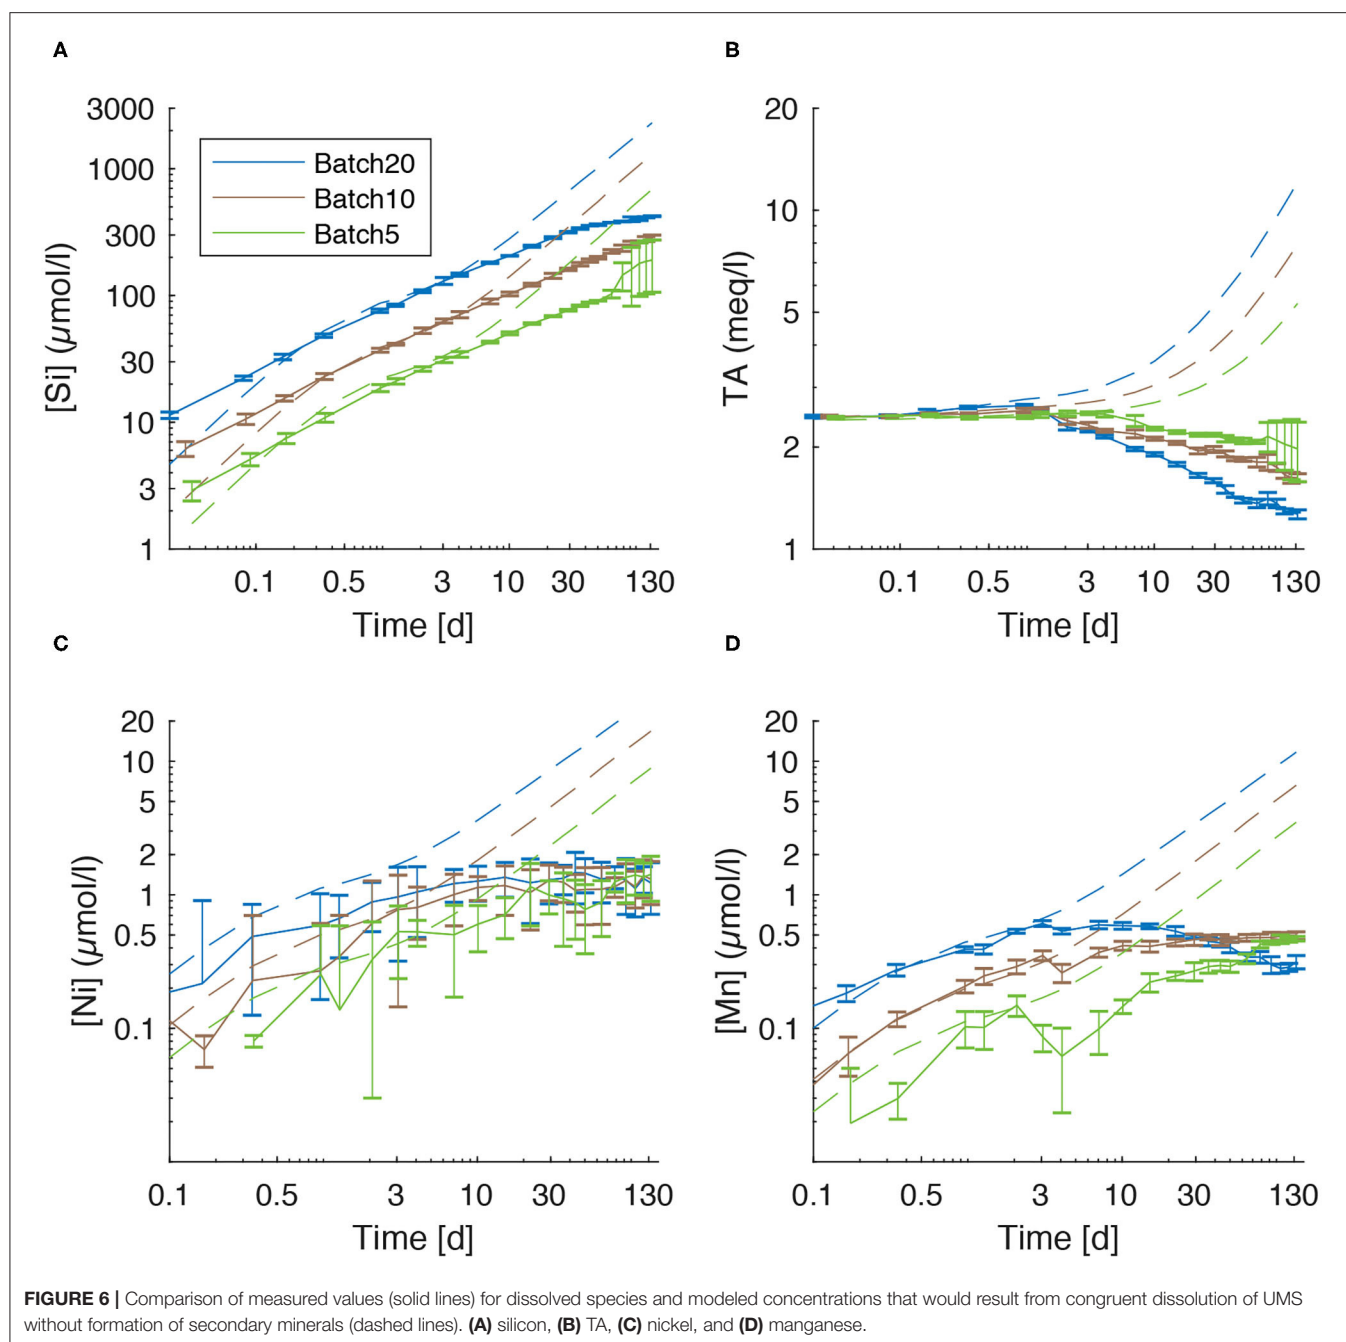 A
[Si] (µmol/l)
3000
1000
300
100
30
10
3
1
Batch20
Batch10
Batch5
0.1 0.5 3 10 30 130
Time [d]
B
TA (meq/l)
20
10
5
2
1
0.1 0.5 3 10 30 130
Time [d]
C
[Ni] (µmol/l)
20
10
5
2
1
0.5
0.1
0.1 0.5 3 10 30 130
Time [d]
D
[Mn] (µmol/l)
20
10
5
2
1
0.5
0.1
0.1 0.5 3 10 30 130
Time [d]
FIGURE 6 | Comparison of measured values (solid lines) for dissolved species and modeled concentrations that would result from congruent dissolution of UMS
without formation of secondary minerals (dashed lines). (A) silicon, (B) TA, (C) nickel, and (D) manganese.